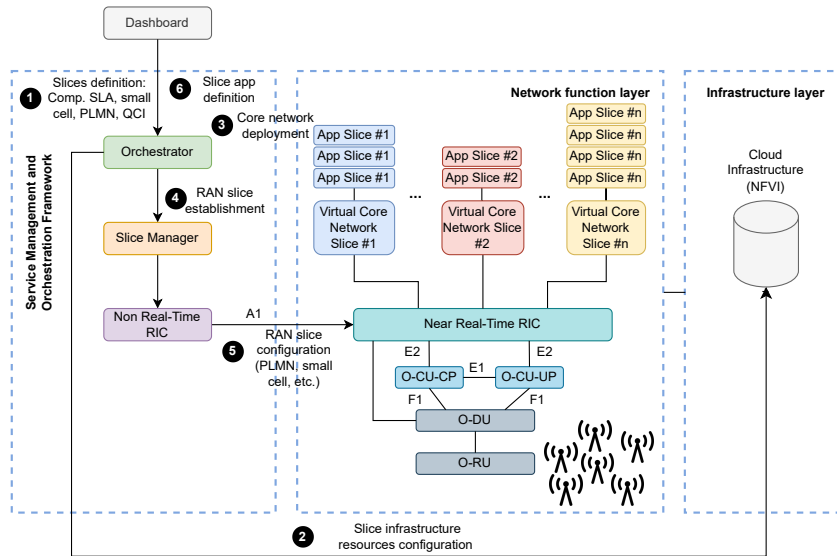 Dashboard
1
Slices definition:
Comp. SLA, small
cell, PLMN, QCI
6
Slice app
definition
3
Core network
deployment
Orchestrator
4
RAN slice
establishment
Slice Manager
Non Real-Time
RIC
A1
5
RAN slice
configuration
(PLMN, small
cell, etc.)
Service Management and
Orchestration Framework
Network function layer
App Slice #1
App Slice #1
App Slice #1
Virtual Core
Network
Slice #1
...
App Slice #2
App Slice #2
Virtual Core
Network Slice
#2
...
App Slice #n
App Slice #n
App Slice #n
App Slice #n
Virtual Core
Network
Slice #n
Near Real-Time RIC
E2
E2
O-CU-CP
E1
O-CU-UP
F1
F1
O-DU
O-RU
Infrastructure layer
Cloud
Infrastructure
(NFVI)
2
Slice infrastructure
resources configuration